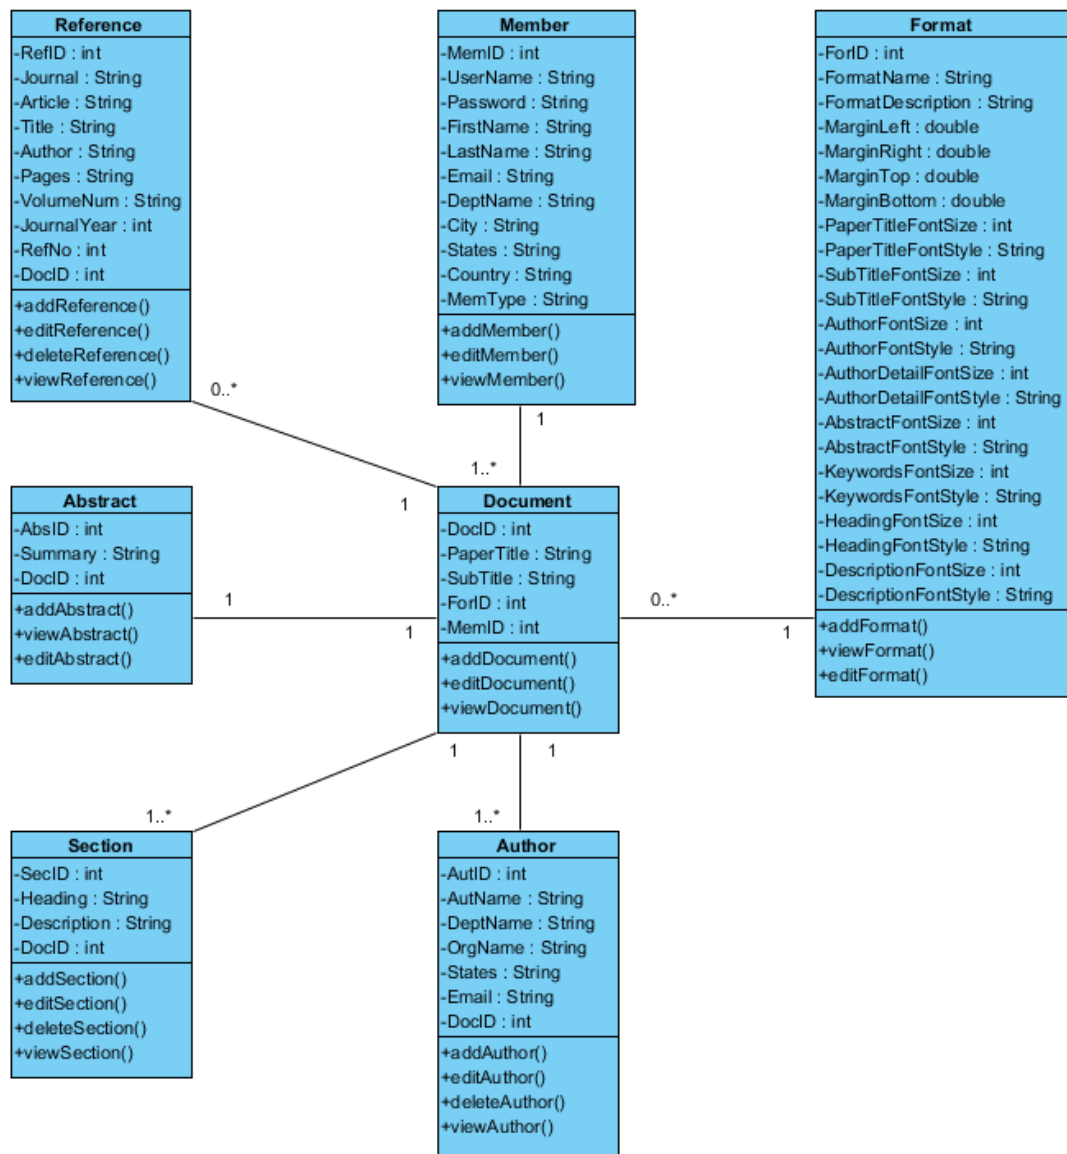 Reference
-RefID : int
-Journal : String
-Article : String
-Title : String
-Author : String
-Pages : String
-VolumeNum : String
-JournalYear : int
-RefNo : int
-DocID : int
+addReference()
+editReference()
+deleteReference()
+viewReference()
Member
-MemID : int
-UserName : String
-Password : String
-FirstName : String
-LastName : String
-Email : String
-DeptName : String
-City : String
-States : String
-Country : String
-MemType : String
+addMember()
+editMember()
+viewMember()
Format
-ForID : int
-FormatName : String
-FormatDescription : String
-MarginLeft : double
-MarginRight : double
-MarginTop : double
-MarginBottom : double
-PaperTitleFontSize : int
-PaperTitleFontStyle : String
-SubTitleFontSize : int
-SubTitleFontStyle : String
-AuthorFontSize : int
-AuthorFontStyle : String
-AuthorDetailFontSize : int
-AuthorDetailFontStyle : String
-AbstractFontSize : int
-AbstractFontStyle : String
-KeywordsFontSize : int
-KeywordsFontStyle : String
-HeadingFontSize : int
-HeadingFontStyle : String
-DescriptionFontSize : int
-DescriptionFontStyle : String
+addFormat()
+viewFormat()
+editFormat()
0..*
1
1
1..*
Abstract
-AbsID : int
-Summary : String
-DocID : int
+addAbstract()
+viewAbstract()
+editAbstract()
1
1
Document
-DocID : int
-PaperTitle : String
-SubTitle : String
-ForID : int
-MemID : int
+addDocument()
+editDocument()
+viewDocument()
0..*
1
1
1
1..*
1..*
Section
-SecID : int
-Heading : String
-Description : String
-DocID : int
+addSection()
+editSection()
+deleteSection()
+viewSection()
Author
-AutID : int
-AutName : String
-DeptName : String
-OrgName : String
-States : String
-Email : String
-DocID : int
+addAuthor()
+editAuthor()
+deleteAuthor()
+viewAuthor()